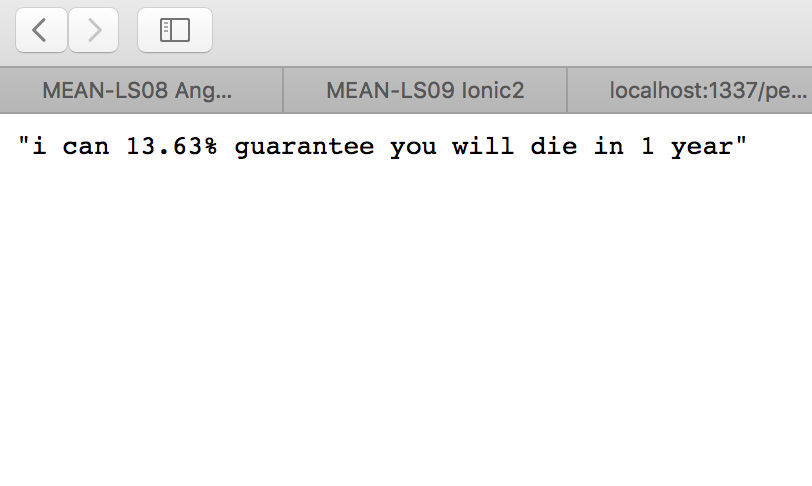 MEAN-LS08 Ang...
MEAN-LS09 Ionic2
localhost:1337/pe...
"i can 13.63% guarantee you will die in 1 year"